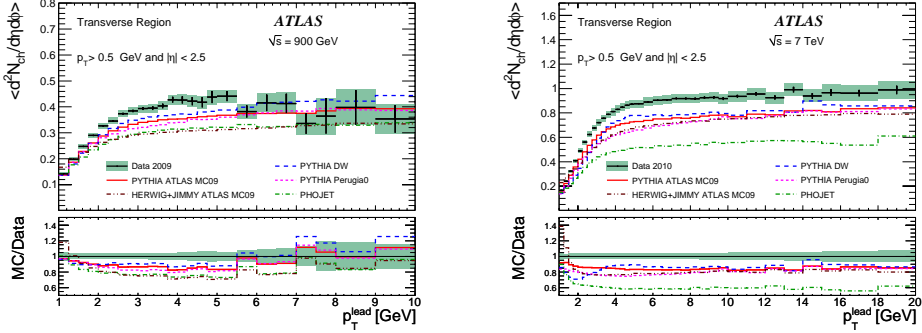 <d²N_ch/dηdϕ>
0.8
0.7
0.6
0.5
0.4
0.3
0.2
0.1
Transverse Region
ATLAS
√s = 900 GeV
p_T > 0.5 GeV and |η| < 2.5
Data 2009
PYTHIA ATLAS MC09
HERWIG+JIMMY ATLAS MC09
PYTHIA DW
PYTHIA Perugia0
PHOJET
MC/Data
1.4
1.2
1
0.8
0.6
1 2 3 4 5 6 7 8 9 10
p_T^lead [GeV]
<d²N_ch/dηdϕ>
1.6
1.4
1.2
1
0.8
0.6
0.4
0.2
Transverse Region
ATLAS
√s = 7 TeV
p_T > 0.5 GeV and |η| < 2.5
Data 2010
PYTHIA ATLAS MC09
HERWIG+JIMMY ATLAS MC09
PYTHIA DW
PYTHIA Perugia0
PHOJET
MC/Data
1.4
1.2
1
0.8
0.6
2 4 6 8 10 12 14 16 18 20
p_T^lead [GeV]